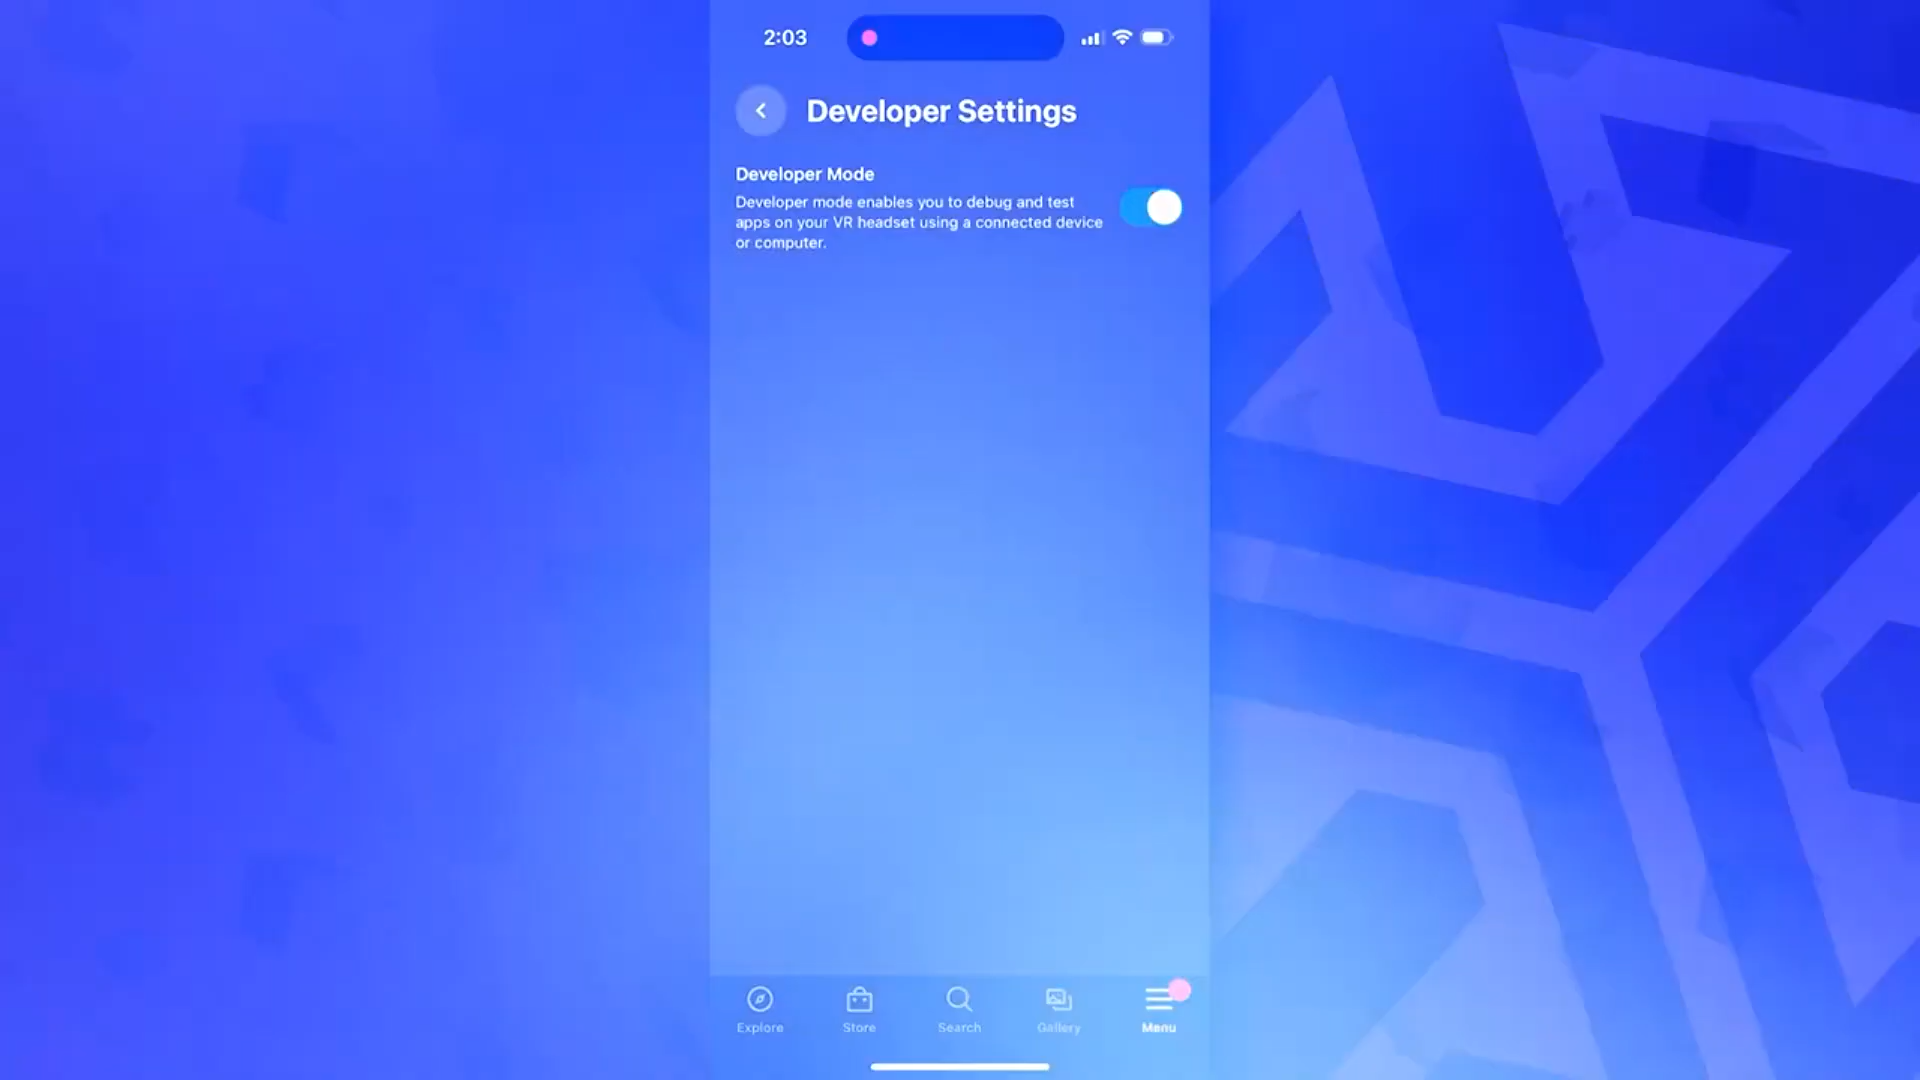 2:03
Developer Settings
Developer Mode
Developer mode enables you to debug and test
apps on your VR headset using a connected device
or computer.
Explore
Store
Search
Gallery
Menu